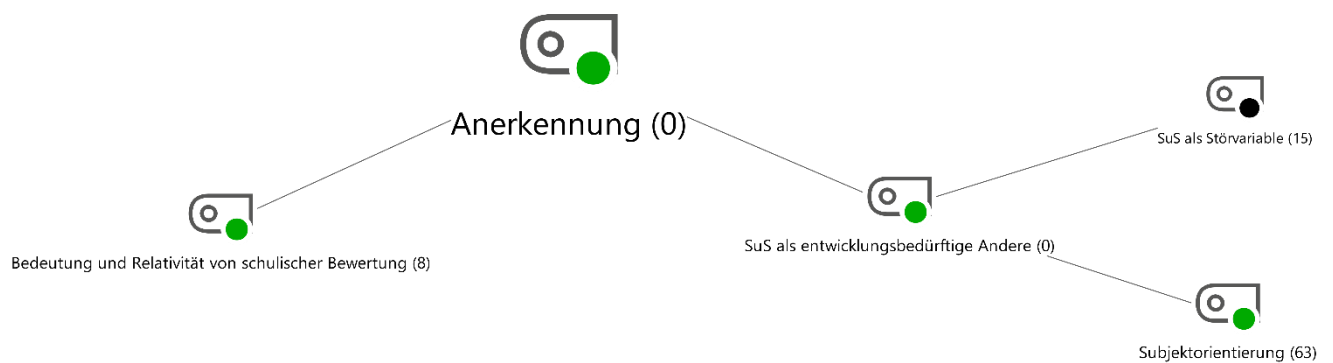 Anerkennung (0)
SuS als Störvariable (15)
Bedeutung und Relativität von schulischer Bewertung (8)
SuS als entwicklungsbedürftige Andere (0)
Subjektorientierung (63)